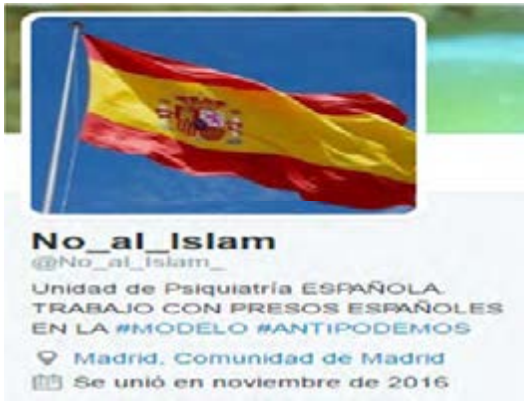 No_al_Islam
@No_al_Islam_
Unidad de Psiquiatría ESPAÑOLA.
TRABAJO CON PRESOS ESPAÑOLES
EN LA #MODELO #ANTIPODEMOS
Madrid, Comunidad de Madrid
Se unió en noviembre de 2016